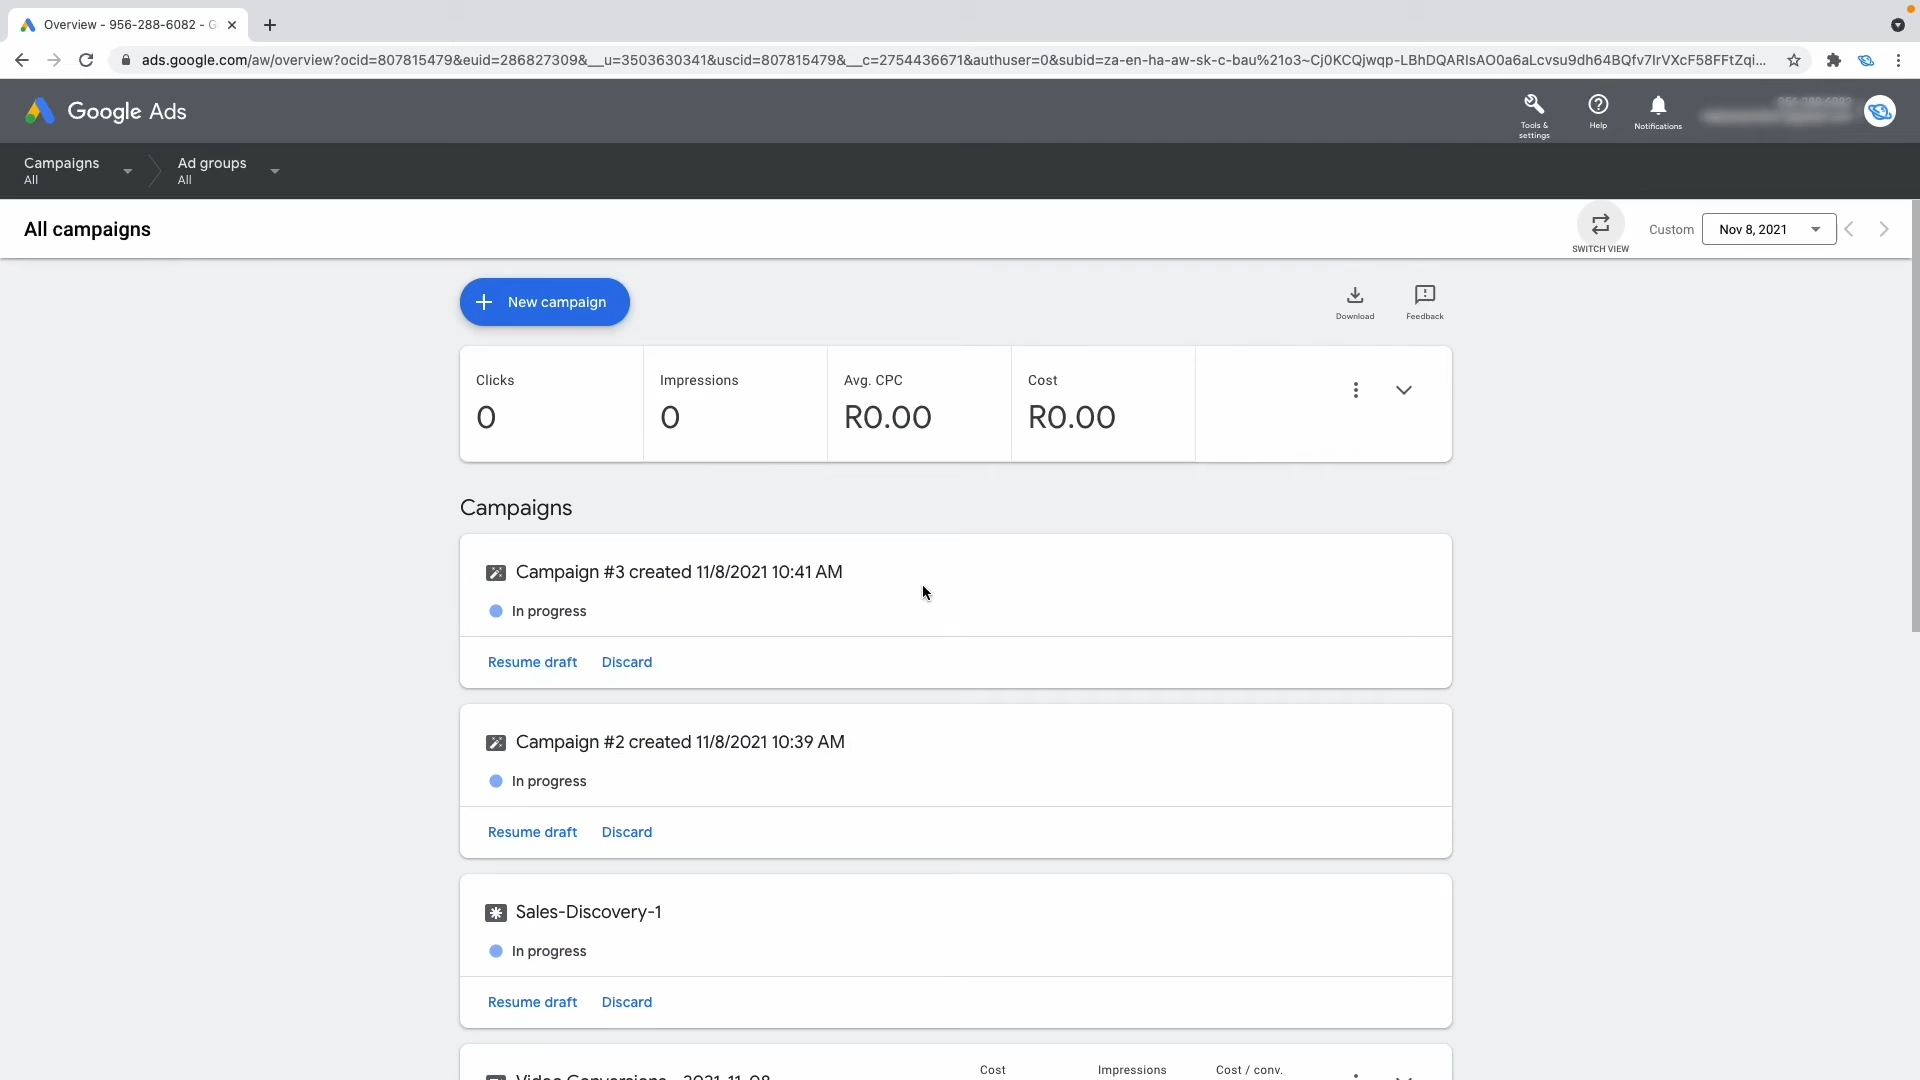 Overview - 956-288-6082 - G
ads.google.com/aw/overview?ocid=807815479&euid=286827309&__u=3503630341&uscid=807815479&__c=2754436671&authuser=0&subid=za-en-ha-aw-sk-c-bau%21o3~Cj0KCQjwqp-LBhDQARIsAO0a6aLcvsu9dh64BQfv7IrVXcF58FFtZqi...
Google Ads
Tools &
settings
Help
Notifications
Campaigns
All
Ad groups
All
All campaigns
SWITCH VIEW
Custom
Nov 8, 2021
New campaign
Download
Feedback
Clicks
0
Impressions
0
Avg. CPC
R0.00
Cost
R0.00
Campaigns
Campaign #3 created 11/8/2021 10:41 AM
In progress
Resume draft Discard
Campaign #2 created 11/8/2021 10:39 AM
In progress
Resume draft Discard
Sales-Discovery-1
In progress
Resume draft Discard
Video Conversions - 2021-11-08
Cost Impressions Cost / conv.